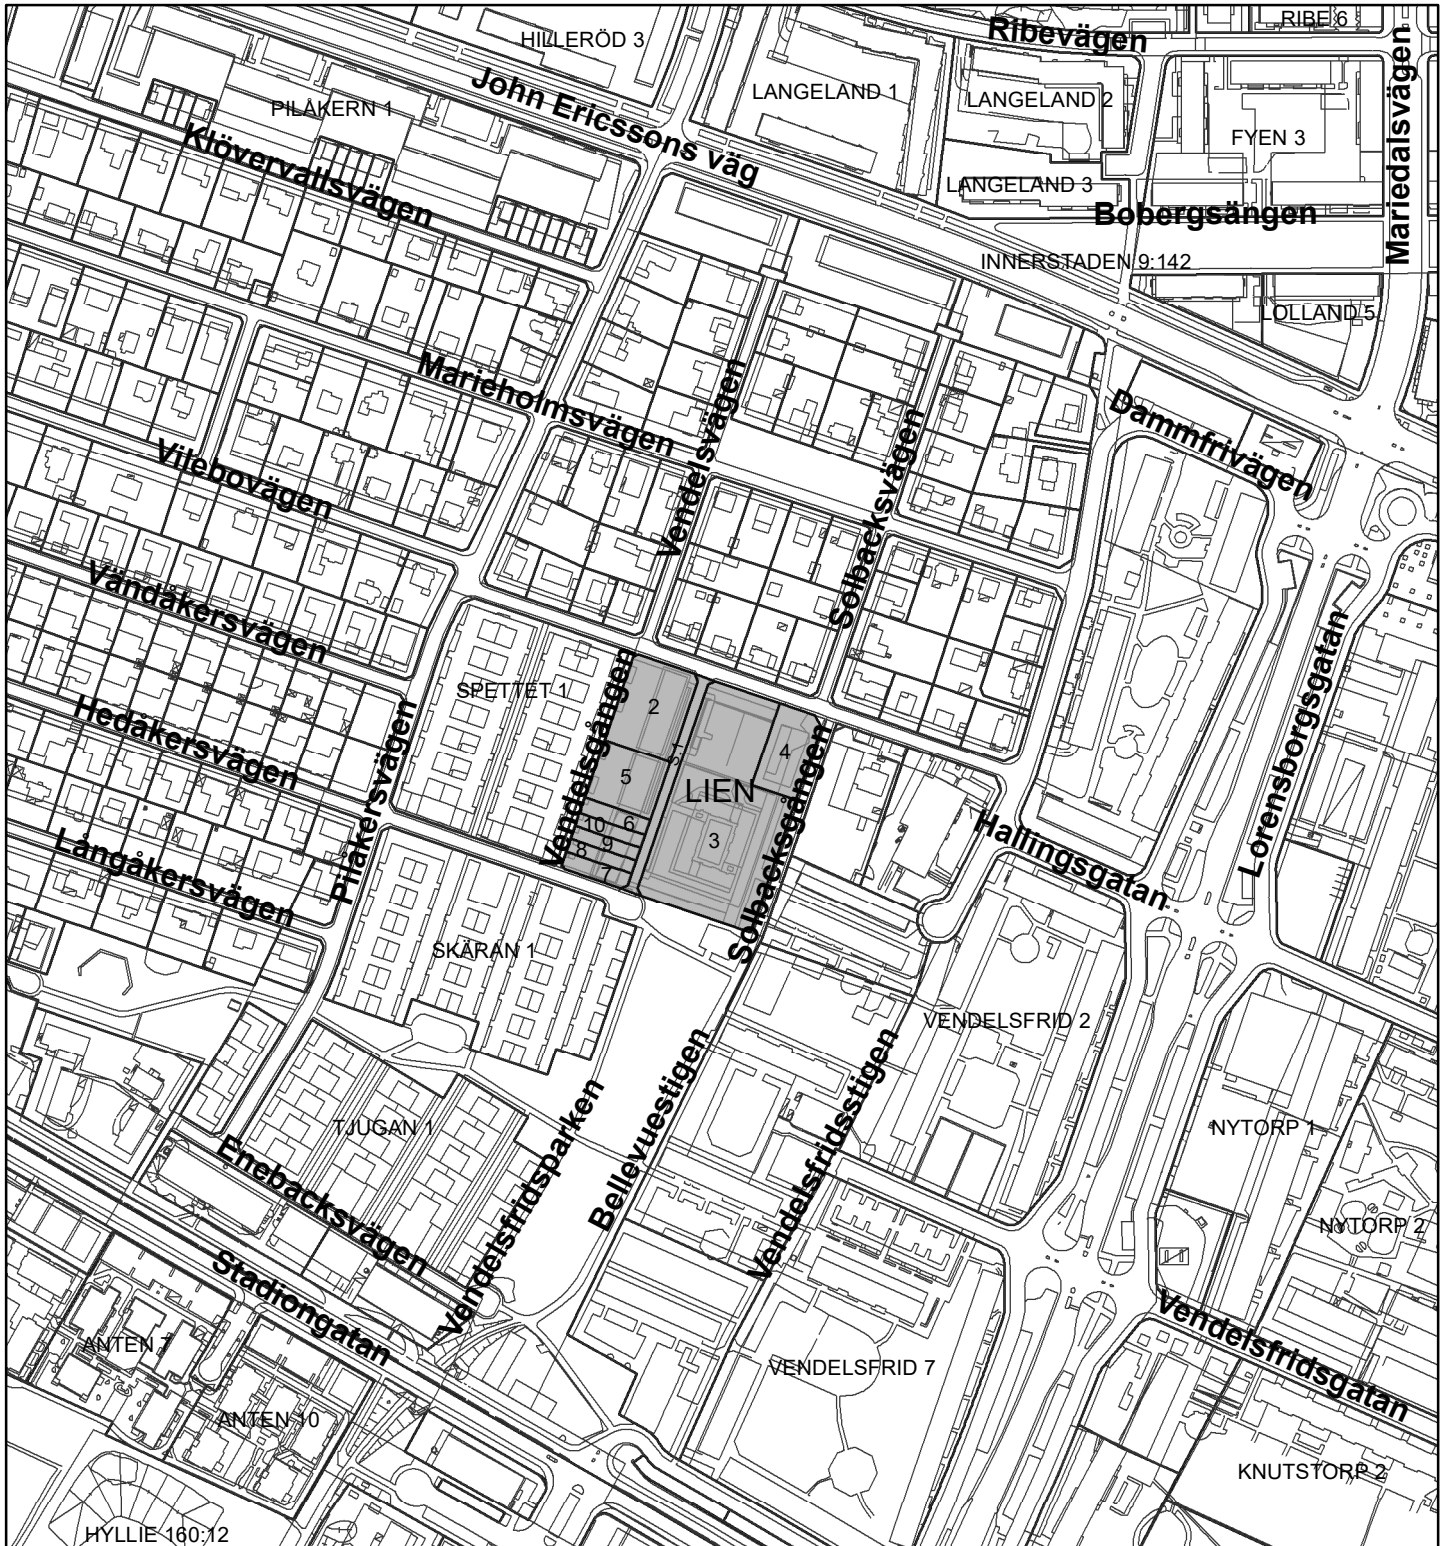 Ribevägen
RIBE 6
HILLERÖD 3
John Ericssons väg
LANGELAND 1
LANGELAND 2
PILÅKERN 1
FYEN 3
Mariedalsvägen
Klövervallsvägen
LANGELAND 3
Bobergsängen
INNERSTADEN 9:142
LOLLAND 5
Marieholmsvägen
Vendelsvägen
Solbacksvägen
Dammfrivägen
Vilebovägen
Vändåkersvägen
Lorensborgsgatan
SPETTET 1
Vendelsgången
2
S:1
4
Hedåkersvägen
Pilåkersvägen
5
LIEN
Solbacksgången
10
6
9
8
7
3
Hallingsgatan
Långåkersvägen
SKÄRAN 1
VENDELSFRID 2
Bellevuestigen
Vendelsfridsstigen
TJUGAN 1
Vendelsfridsparken
NYTORP 1
Enebacksvägen
NYTORP 2
Stadiongatan
ANTEN 7
VENDELSFRID 7
Vendelsfridsgatan
ANTEN 10
KNUTSTORP 2
HYLLIE 160:12